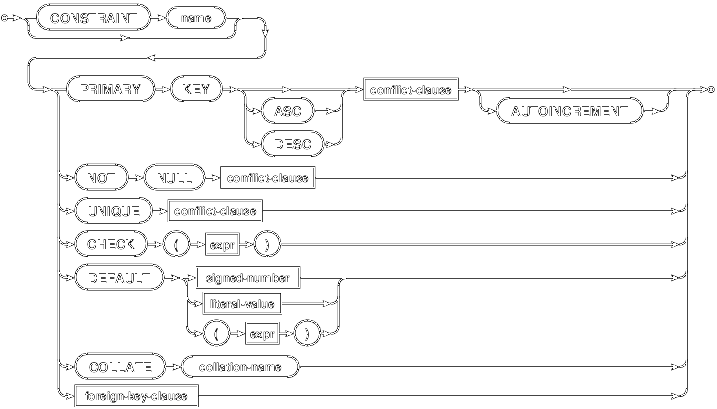 CONSTRAINT name
PRIMARY KEY conflict-clause
ASC AUTOINCREMENT
DESC
NOT NULL conflict-clause
UNIQUE conflict-clause
CHECK ( expr )
DEFAULT signed-number
literal-value
( expr )
COLLATE collation-name
foreign-key-clause